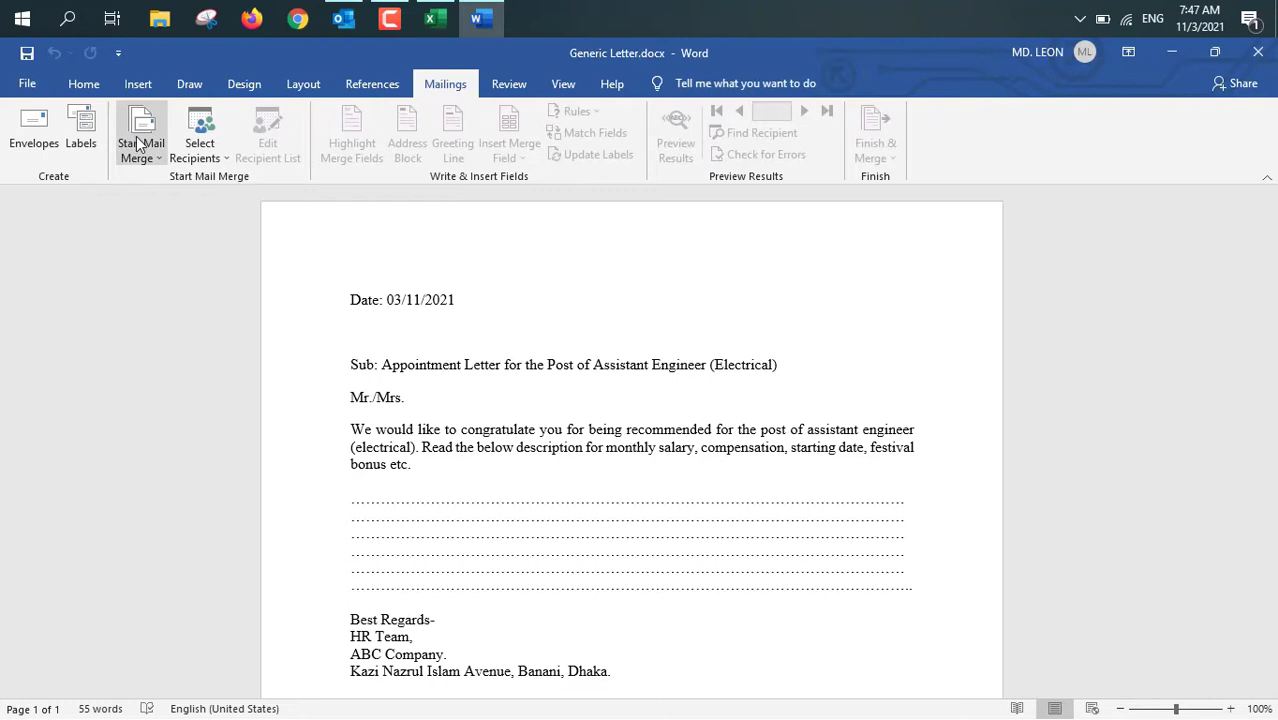 7:47 AM
ENG
11/3/2021
1
Generic Letter.docx - Word
MD. LEON
ML
File
Home
Insert
Draw
Design
Layout
References
Mailings
Review
View
Help
Tell me what you want to do
Share
Envelopes
Labels
Start Mail
Merge
Select
Recipients
Edit
Recipient List
Highlight
Merge Fields
Address
Block
Greeting
Line
Insert Merge
Field
Rules
Match Fields
Update Labels
Preview
Results
Find Recipient
Check for Errors
Finish &
Merge
Create
Start Mail Merge
Write & Insert Fields
Preview Results
Finish
Date: 03/11/2021
Sub: Appointment Letter for the Post of Assistant Engineer (Electrical)
Mr./Mrs.
We would like to congratulate you for being recommended for the post of assistant engineer
(electrical). Read the below description for monthly salary, compensation, starting date, festival
bonus etc.
Best Regards-
HR Team,
ABC Company.
Kazi Nazrul Islam Avenue, Banani, Dhaka.
Page 1 of 1
55 words
English (United States)
100%